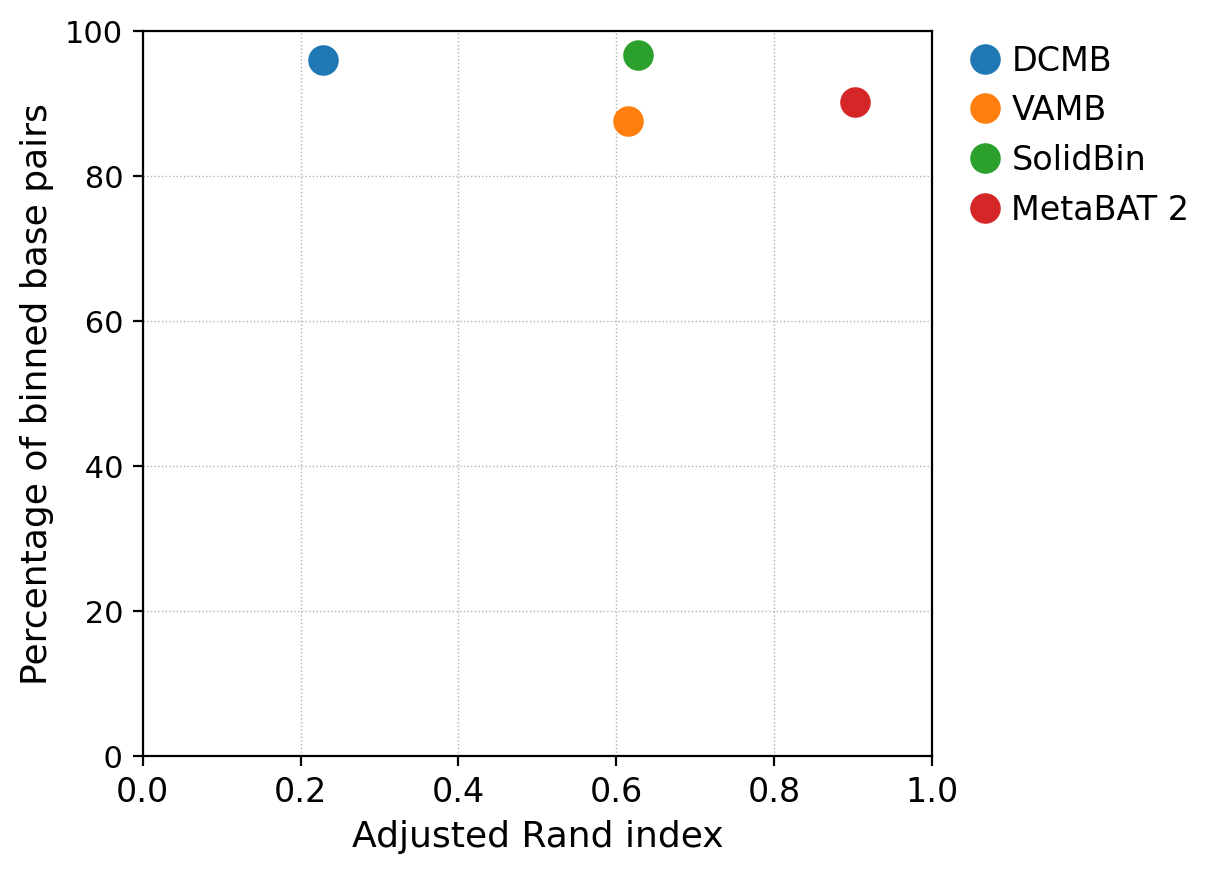 100
80
60
40
20
0
0.0 0.2 0.4 0.6 0.8 1.0
Percentage of binned base pairs
Adjusted Rand index
DCMB
VAMB
SolidBin
MetaBAT 2